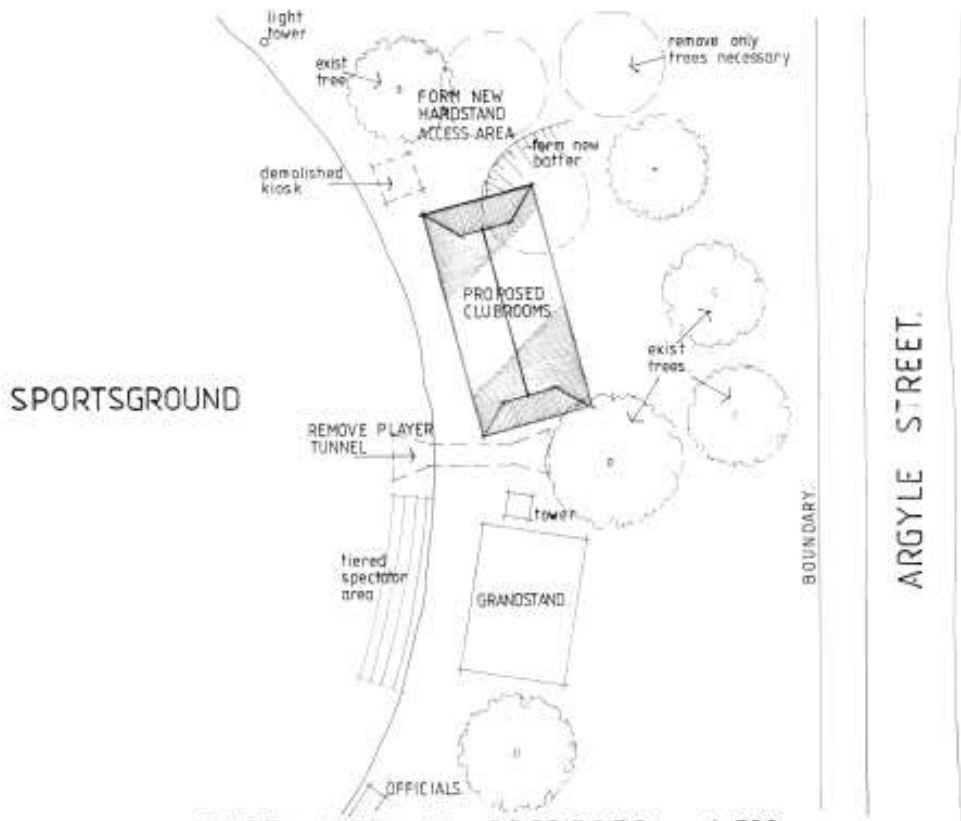 light
tower
exist
tree
remove only
trees necessary
FORM NEW
HARDSTAND
ACCESS AREA
form new
batter
demolished
kiosk
PROPOSED
CLUBROOMS
exist
trees
SPORTSGROUND
REMOVE PLAYER
TUNNEL
tower
tiered
spectator
area
GRANDSTAND
BOUNDARY.
ARGYLE STREET.
OFFICIALS